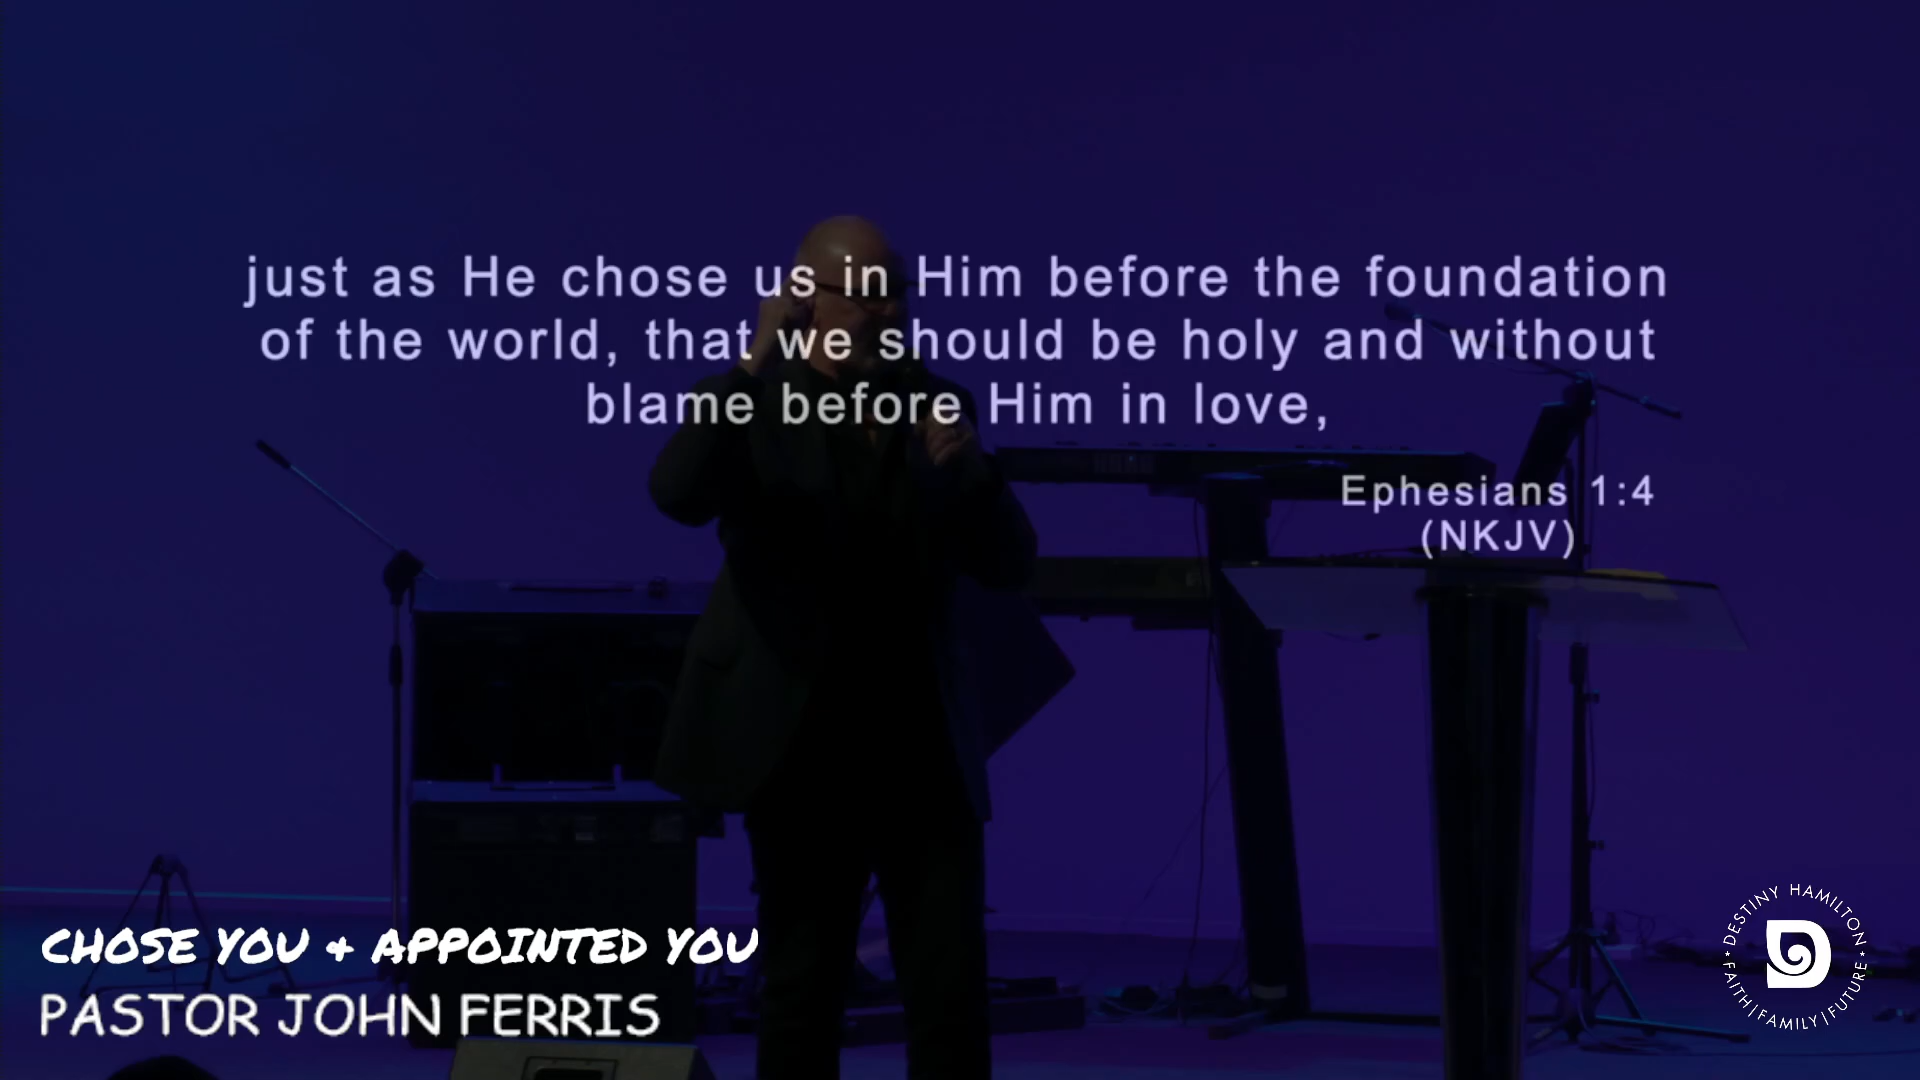 just as He chose us in Him before the foundation
of the world, that we should be holy and without
blame before Him in love,
Ephesians 1:4
(NKJV)
CHOSE YOU & APPOINTED YOU
PASTOR JOHN FERRIS
DESTINY HAMILTON
FAITH|FAMILY|FUTURE